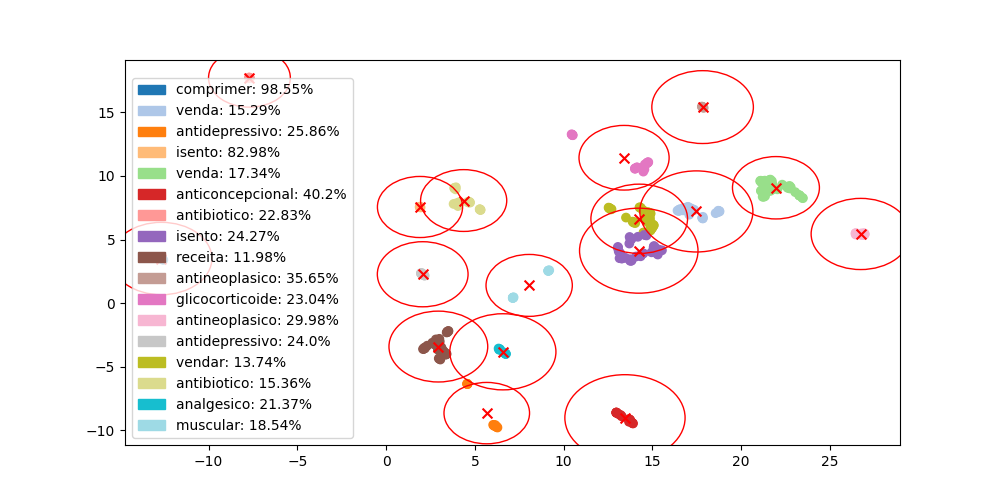 comprimer: 98.55%
venda: 15.29%
antidepressivo: 25.86%
isento: 82.98%
venda: 17.34%
anticoncepcional: 40.2%
antibiotico: 22.83%
isento: 24.27%
receita: 11.98%
antineoplasico: 35.65%
glicocorticoide: 23.04%
antineoplasico: 29.98%
antidepressivo: 24.0%
vendar: 13.74%
antibiotico: 15.36%
analgesico: 21.37%
muscular: 18.54%
15
10
5
0
−5
−10
−10 −5 0 5 10 15 20 25